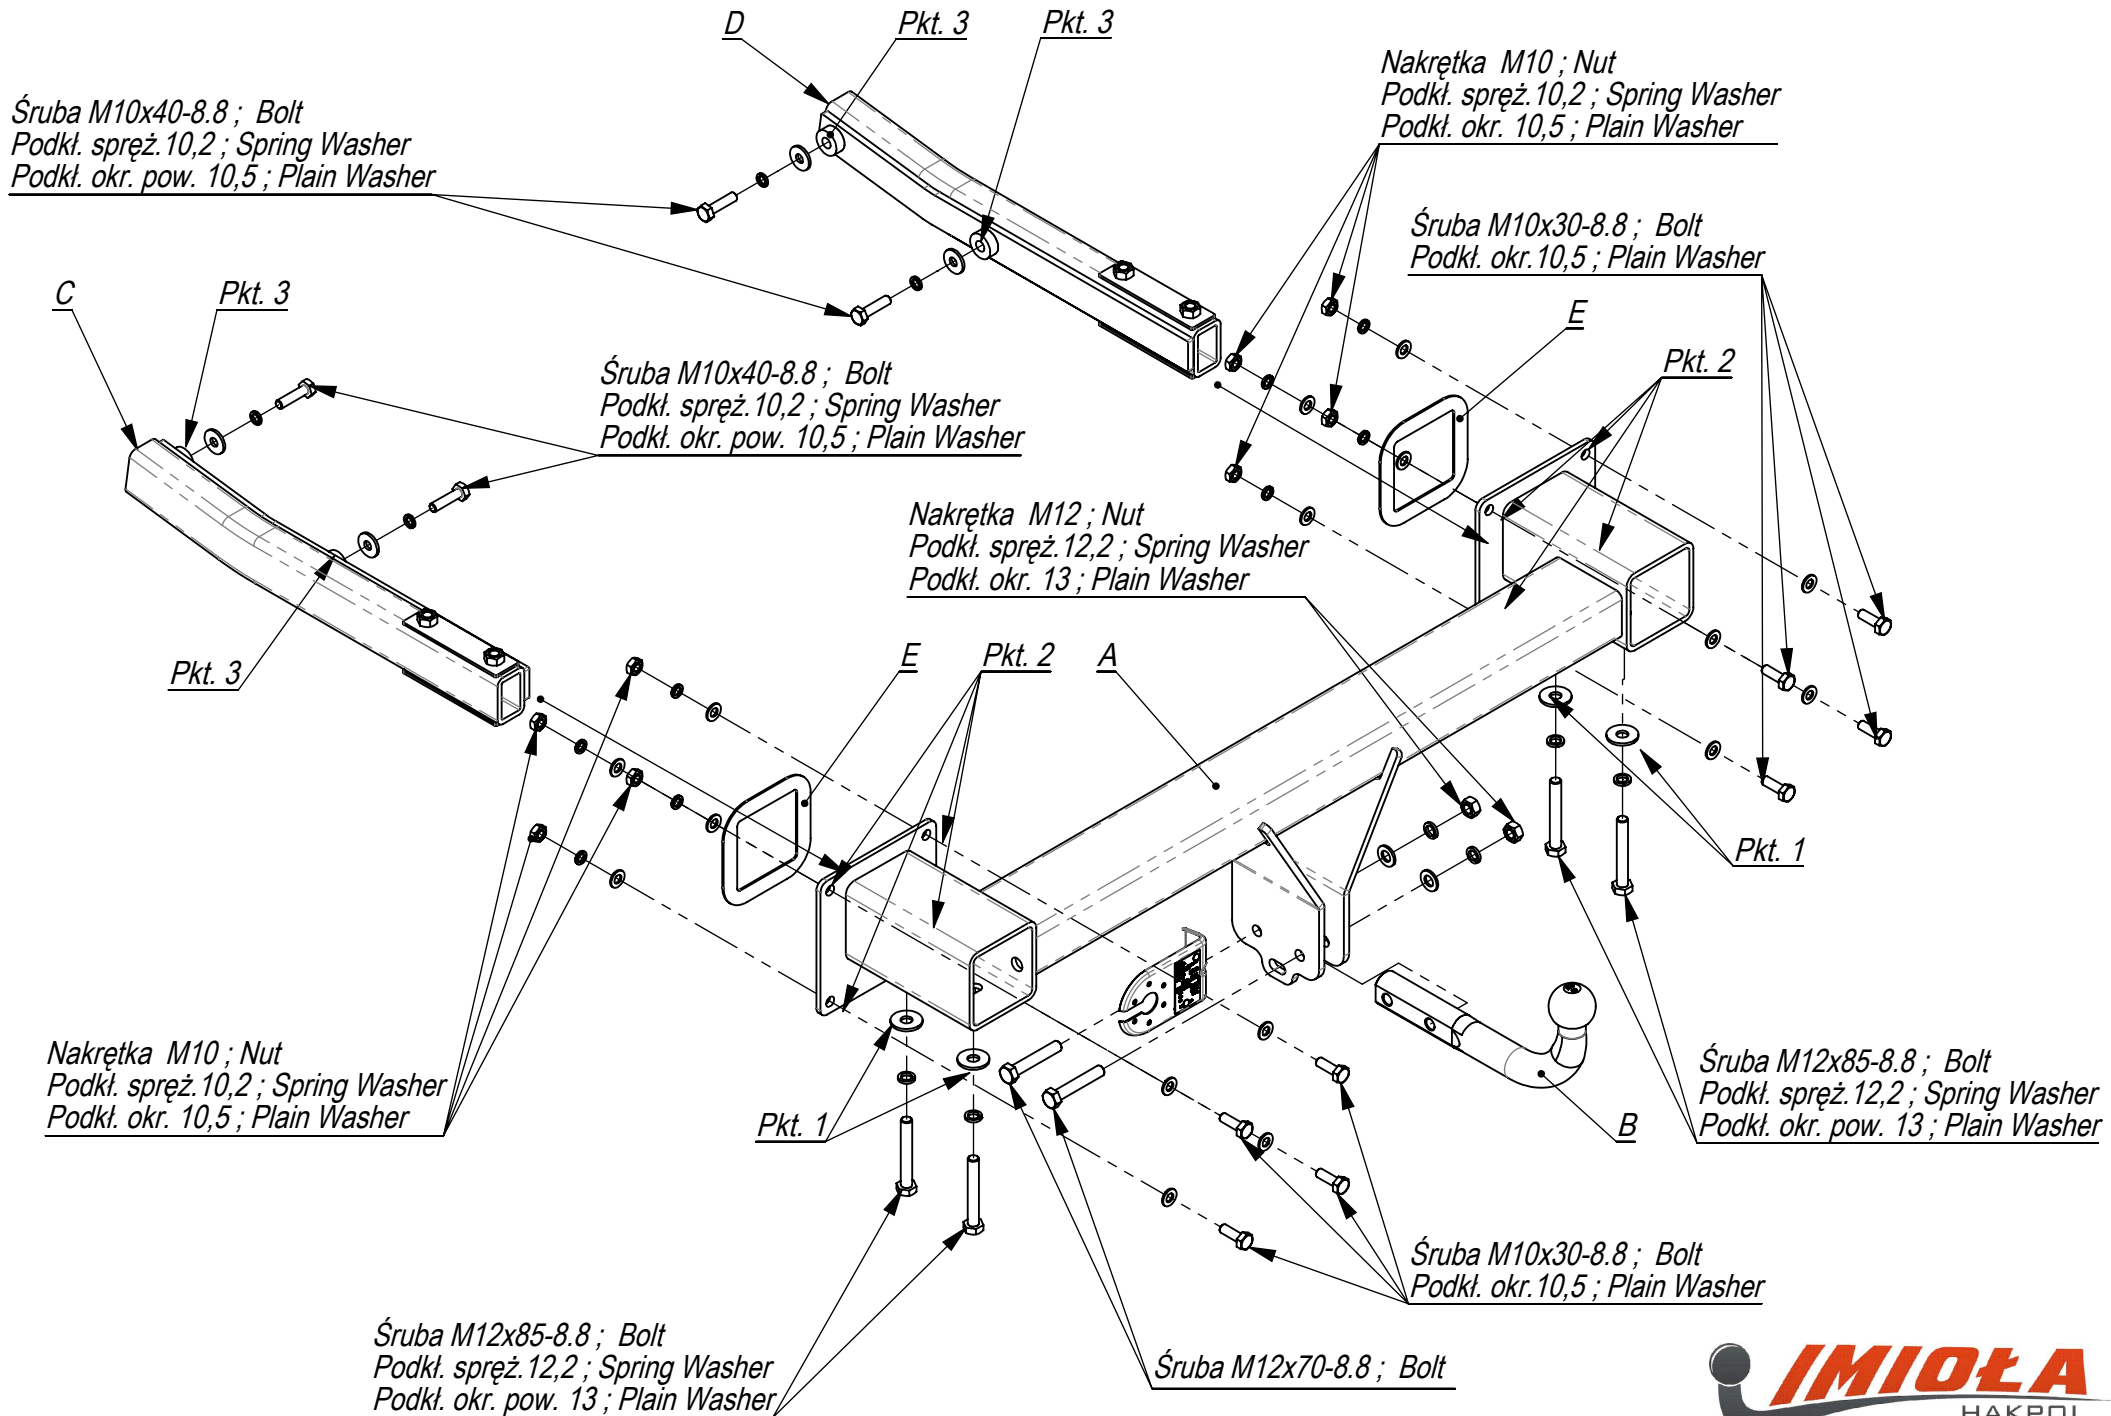 D
Pkt. 3
Pkt. 3
Nakrętka M10 ; Nut
Podkł. spręż.10,2 ; Spring Washer
Podkł. okr. 10,5 ; Plain Washer
Śruba M10x40-8.8 ; Bolt
Podkł. spręż.10,2 ; Spring Washer
Podkł. okr. pow. 10,5 ; Plain Washer
Śruba M10x30-8.8 ; Bolt
Podkł. okr.10,5 ; Plain Washer
C
Pkt. 3
E
Pkt. 2
Śruba M10x40-8.8 ; Bolt
Podkł. spręż.10,2 ; Spring Washer
Podkł. okr. pow. 10,5 ; Plain Washer
Nakrętka M12 ; Nut
Podkł. spręż.12,2 ; Spring Washer
Podkł. okr. 13 ; Plain Washer
Pkt. 3
E
Pkt. 2
A
Pkt. 1
Nakrętka M10 ; Nut
Podkł. spręż.10,2 ; Spring Washer
Podkł. okr. 10,5 ; Plain Washer
Pkt. 1
B
Śruba M12x85-8.8 ; Bolt
Podkł. spręż.12,2 ; Spring Washer
Podkł. okr. pow. 13 ; Plain Washer
Śruba M10x30-8.8 ; Bolt
Podkł. okr.10,5 ; Plain Washer
Śruba M12x85-8.8 ; Bolt
Podkł. spręż.12,2 ; Spring Washer
Podkł. okr. pow. 13 ; Plain Washer
Śruba M12x70-8.8 ; Bolt
IMIOŁA
HAKPOL